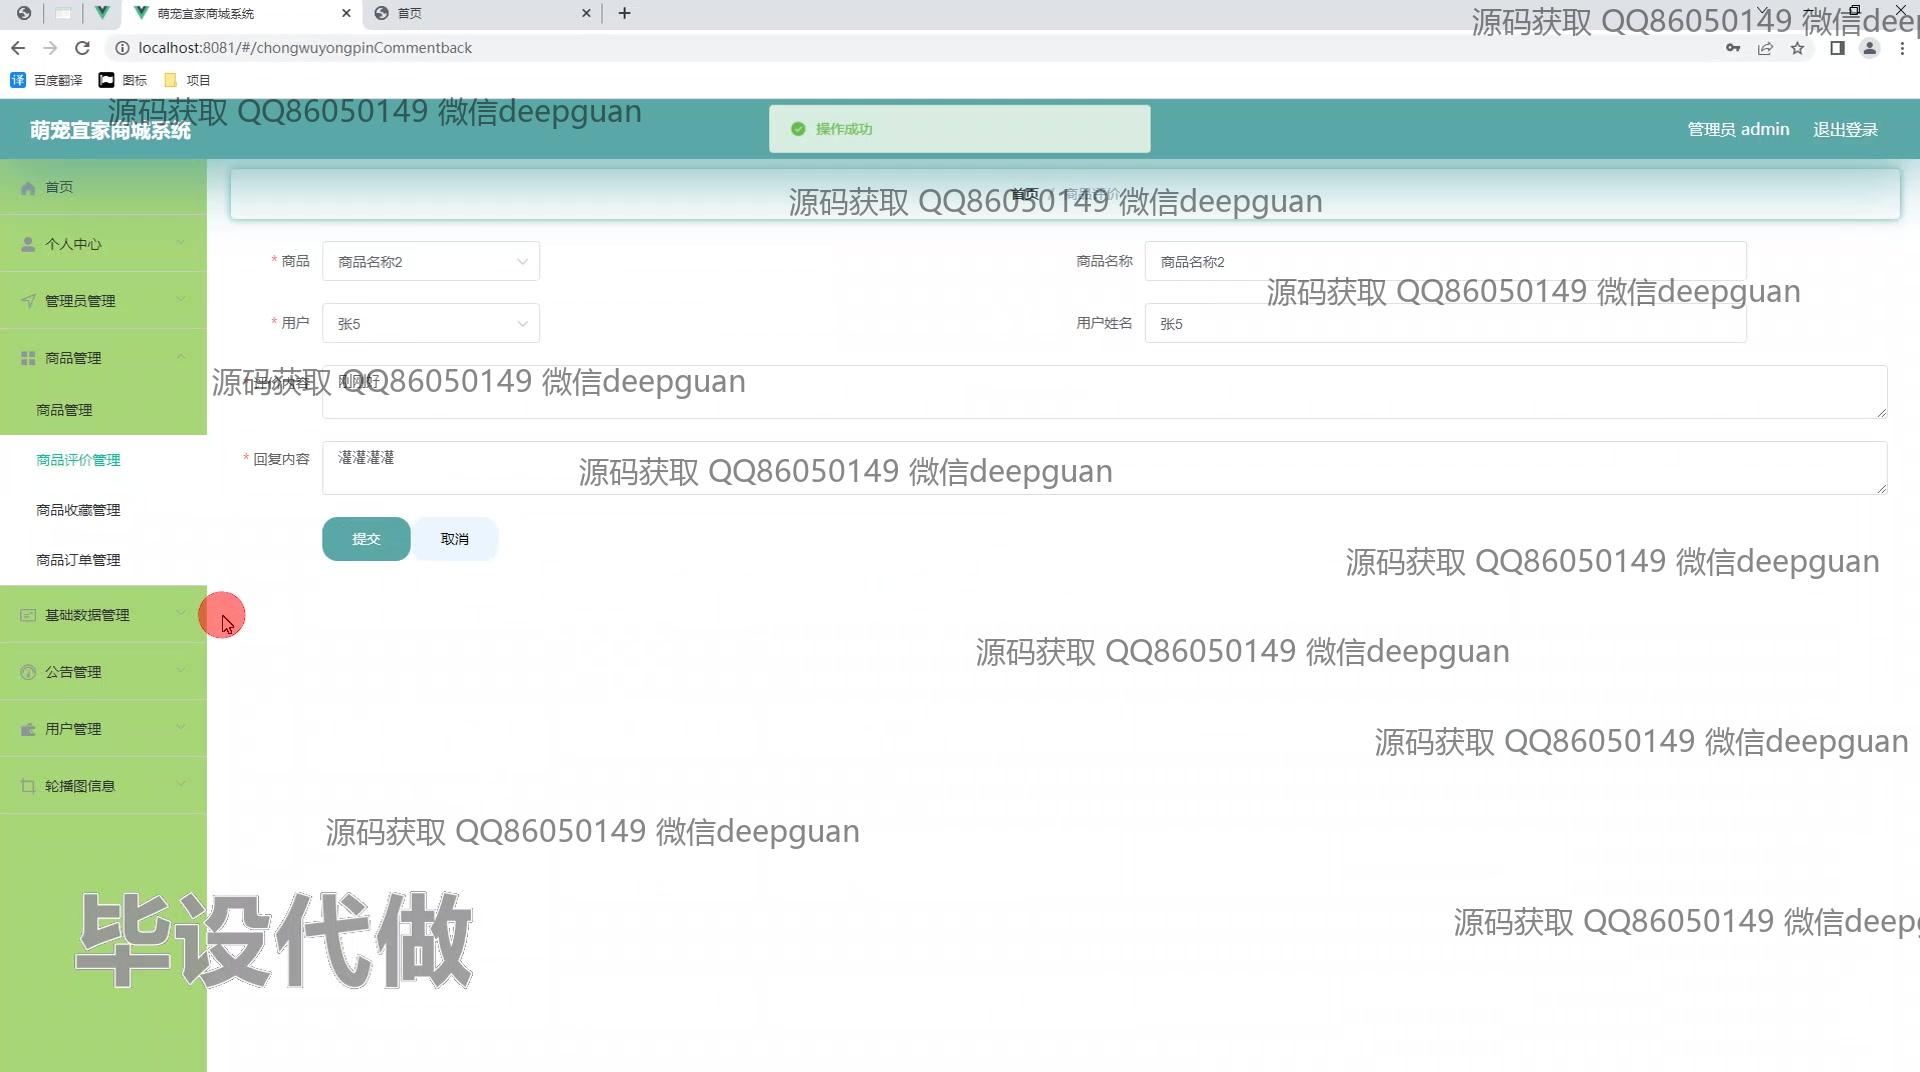 萌宠宜家商城系统
首页
源码获取 QQ86050149 微信deep
localhost:8081/#/chongwuyongpinCommentback
百度翻译 图标 项目
源码获取 QQ86050149 微信deepguan
萌宠宜家商城系统
操作成功
管理员 admin 退出登录
首页
个人中心
管理员管理
商品管理
商品管理
商品评价管理
商品收藏管理
商品订单管理
基础数据管理
公告管理
用户管理
轮播图信息
首页 / 商品评价
源码获取 QQ86050149 微信deepguan
* 商品 商品名称2
商品名称 商品名称2
源码获取 QQ86050149 微信deepguan
* 用户 张5
用户姓名 张5
* 评价内容 刚刚好
源码获取 QQ86050149 微信deepguan
* 回复内容 灌灌灌灌
源码获取 QQ86050149 微信deepguan
提交 取消
源码获取 QQ86050149 微信deepguan
源码获取 QQ86050149 微信deepguan
源码获取 QQ86050149 微信deepguan
源码获取 QQ86050149 微信deepguan
源码获取 QQ86050149 微信deep
毕设代做